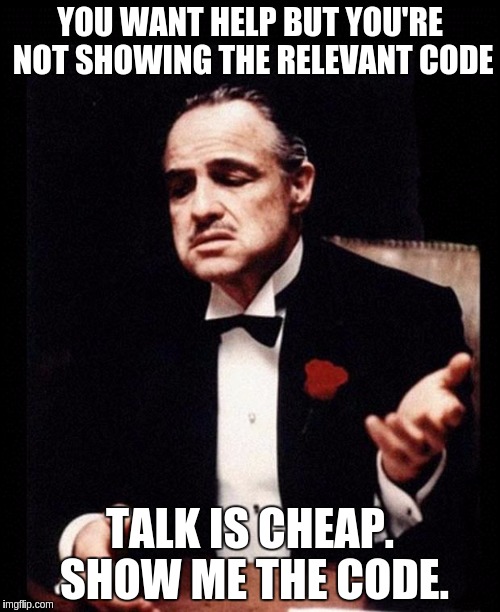 YOU WANT HELP BUT YOU'RE
NOT SHOWING THE RELEVANT CODE
TALK IS CHEAP.
SHOW ME THE CODE.
imgflip.com